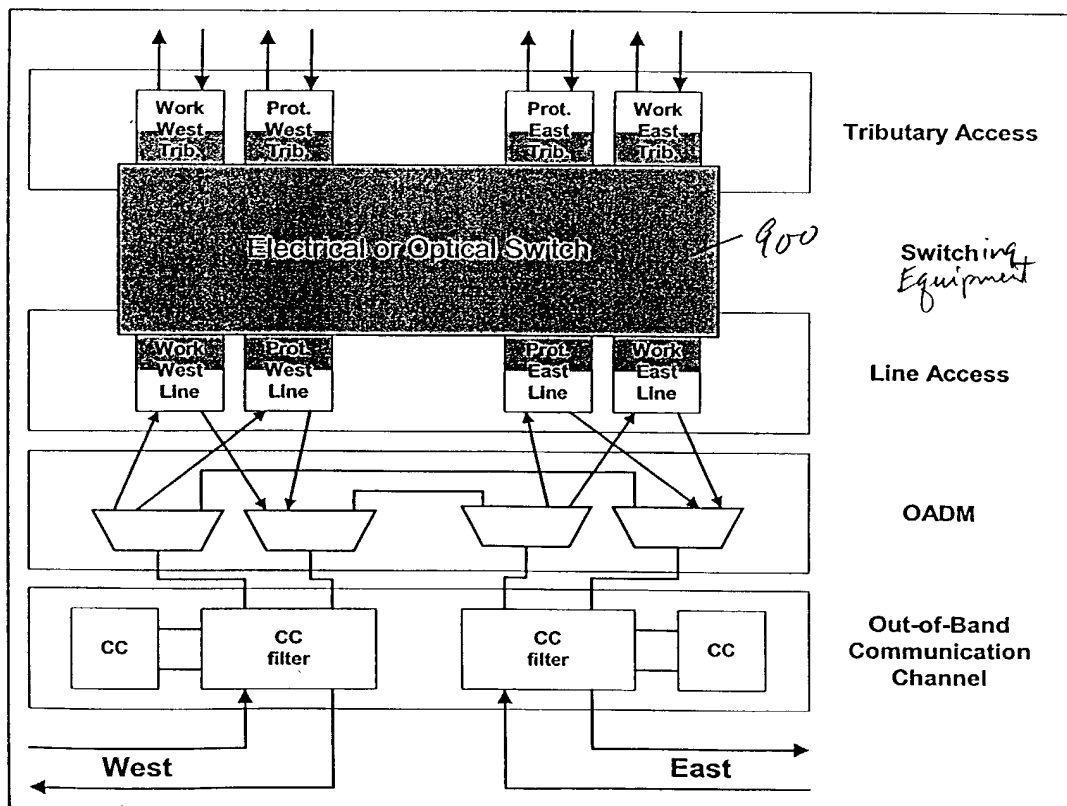 Work
West
Trib.
Prot.
West
Trib.
Prot.
East
Trib.
Work
East
Trib.
Tributary Access
Electrical or Optical Switch
900
Switching
Equipment
Work
West
Line
Prot.
West
Line
Prot.
East
Line
Work
East
Line
Line Access
OADM
CC
CC
filter
CC
filter
CC
Out-of-Band
Communication
Channel
West
East